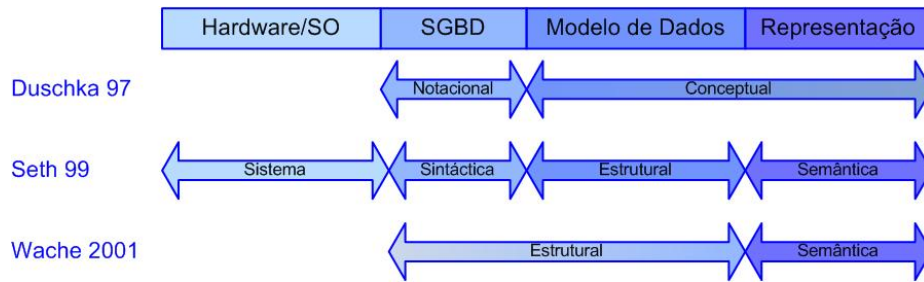 Hardware/SO SGBD Modelo de Dados Representação
Duschka 97 Notacional Conceptual
Seth 99 Sistema Sintáctica Estrutural Semântica
Wache 2001 Estrutural Semântica